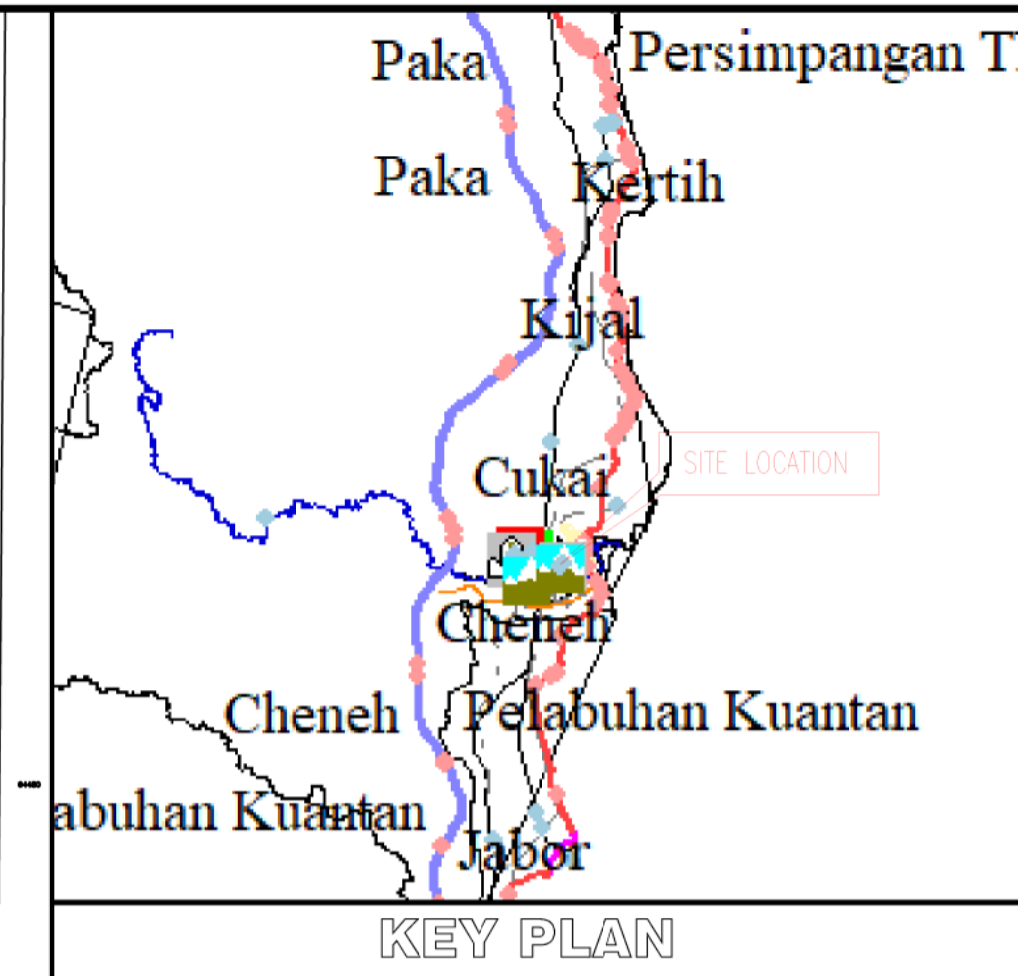 Paka
Persimpangan T
Paka
Kertih
Kijal
Cukai
SITE LOCATION
Cheneh
Cheneh
Pelabuhan Kuantan
abuhan Kuantan
Jabor
KEY PLAN